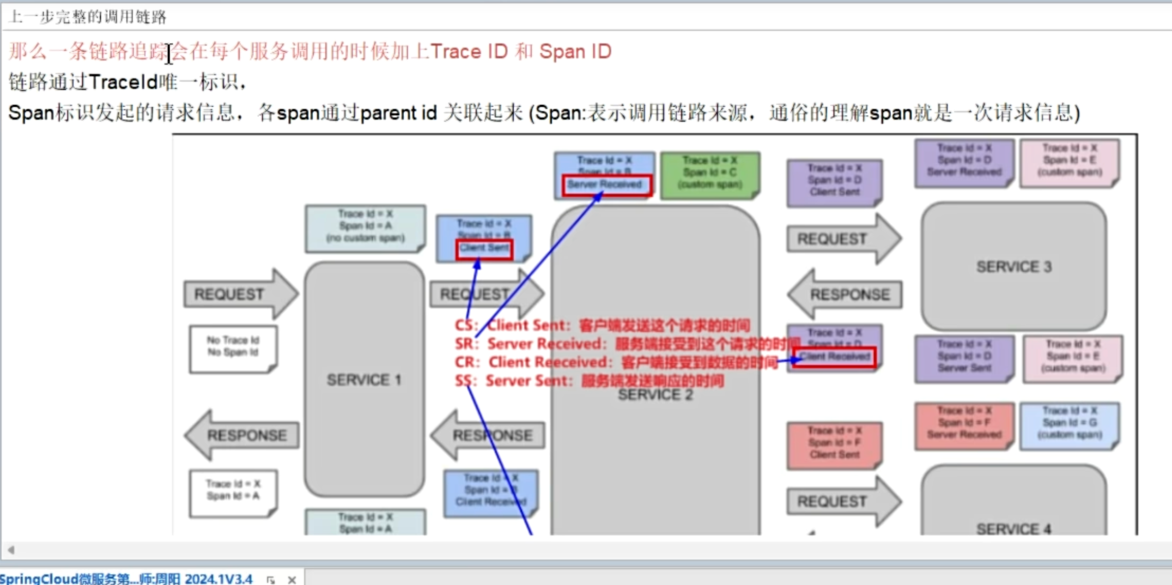 上一步完整的调用链路
那么一条链路追踪会在每个服务调用的时候加上Trace ID 和 Span ID
链路通过TraceId唯一标识，
Span标识发起的请求信息，各span通过parent id 关联起来 (Span:表示调用链路来源，通俗的理解span就是一次请求信息)
Trace Id = X
Span Id = A
(no custom span)
Trace Id = X
Span Id = B
Client Sent
Trace Id = X
Span Id = B
Server Received
Trace Id = X
Span Id = C
(custom span)
Trace Id = X
Span Id = D
Client Sent
Trace Id = X
Span Id = D
Server Received
Trace Id = X
Span Id = E
(custom span)
REQUEST
REQUEST
REQUEST
SERVICE 3
RESPONSE
No Trace Id
No Span Id
CS：Client Sent：客户端发送这个请求的时间
SR：Server Received：服务端接受到这个请求的时间
CR：Client Reeceived：客户端接受到数据的时间
SS：Server Sent：服务端发送响应的时间
SERVICE 1
SERVICE 2
Trace Id = X
Span Id = D
Client Received
Trace Id = X
Span Id = D
Server Sent
Trace Id = X
Span Id = E
(custom span)
RESPONSE
RESPONSE
Trace Id = X
Span Id = F
Client Sent
Trace Id = X
Span Id = F
Server Received
Trace Id = X
Span Id = G
(custom span)
Trace Id = X
Span Id = A
Trace Id = X
Span Id = B
Client Received
REQUEST
SERVICE 4
Trace Id = X
Span Id = A
SpringCloud微服务第...师:周阳 2024.1V3.4